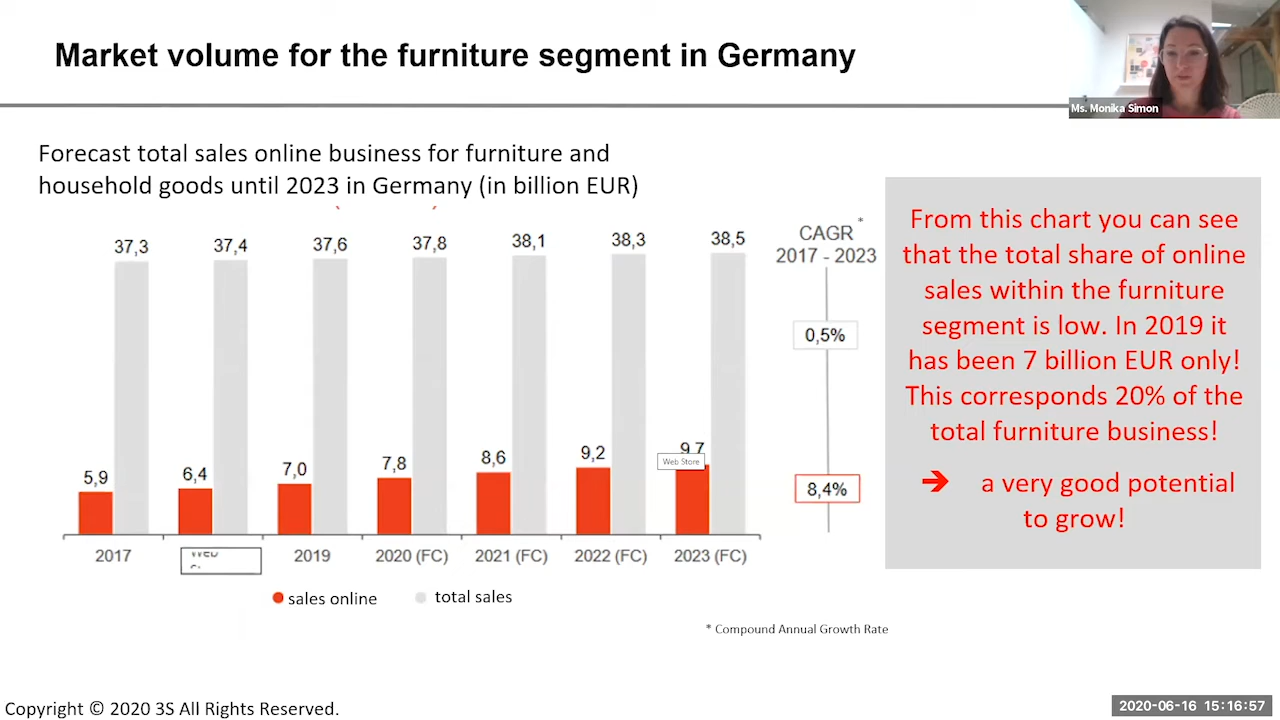 Market volume for the furniture segment in Germany
Ms. Monika Simon
Forecast total sales online business for furniture and
household goods until 2023 in Germany (in billion EUR)
37,3
37,4
37,6
37,8
38,1
38,3
38,5
CAGR *
2017 - 2023
0,5%
8,4%
5,9
6,4
7,0
7,8
8,6
9,2
9,7
Web Store
2017
2019
2020 (FC)
2021 (FC)
2022 (FC)
2023 (FC)
sales online
total sales
* Compound Annual Growth Rate
From this chart you can see
that the total share of online
sales within the furniture
segment is low. In 2019 it
has been 7 billion EUR only!
This corresponds 20% of the
total furniture business!
➔ a very good potential
to grow!
Copyright © 2020 3S All Rights Reserved.
2020-06-16 15:16:57